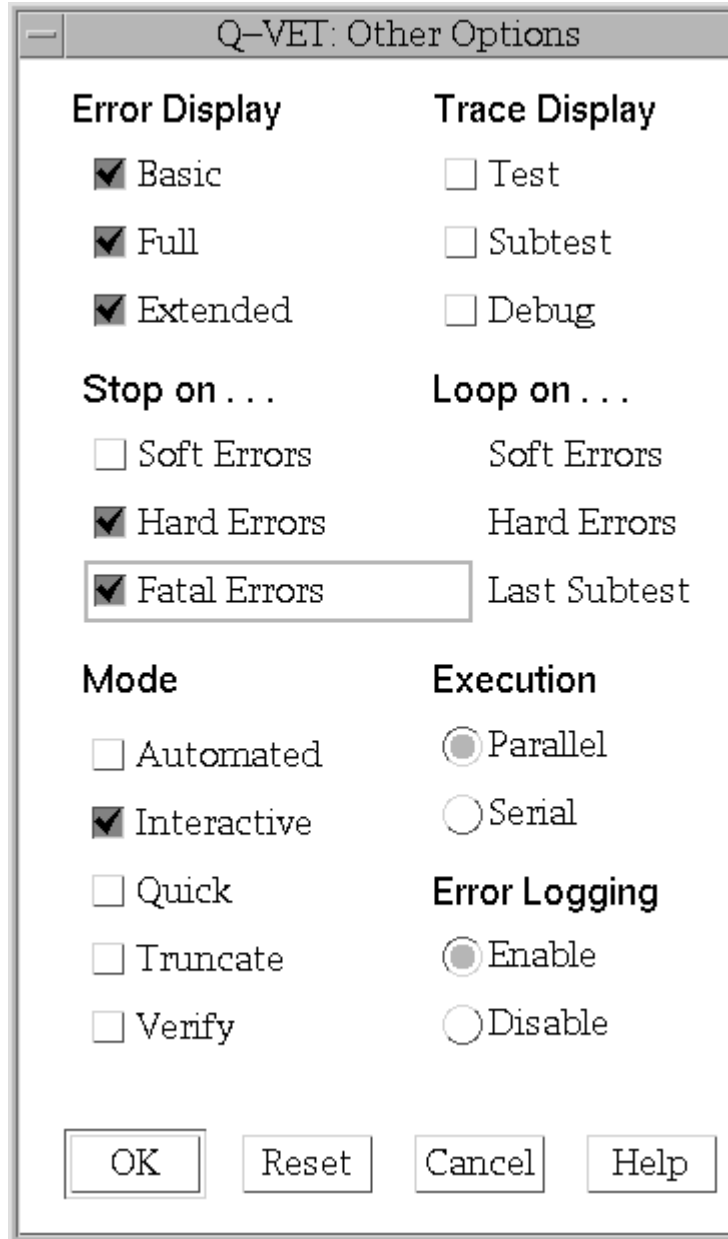 Q–VET: Other Options
Error Display
Basic
Full
Extended
Trace Display
Test
Subtest
Debug
Stop on . . .
Soft Errors
Hard Errors
Fatal Errors
Loop on . . .
Soft Errors
Hard Errors
Last Subtest
Mode
Automated
Interactive
Quick
Truncate
Verify
Execution
Parallel
Serial
Error Logging
Enable
Disable
OK
Reset
Cancel
Help